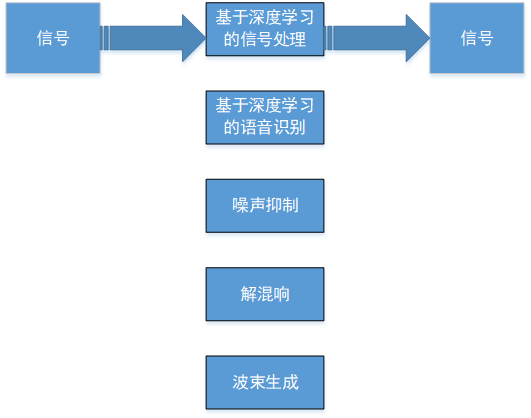 信号
基于深度学习
的信号处理
信号
基于深度学习
的语音识别
噪声抑制
解混响
波束生成